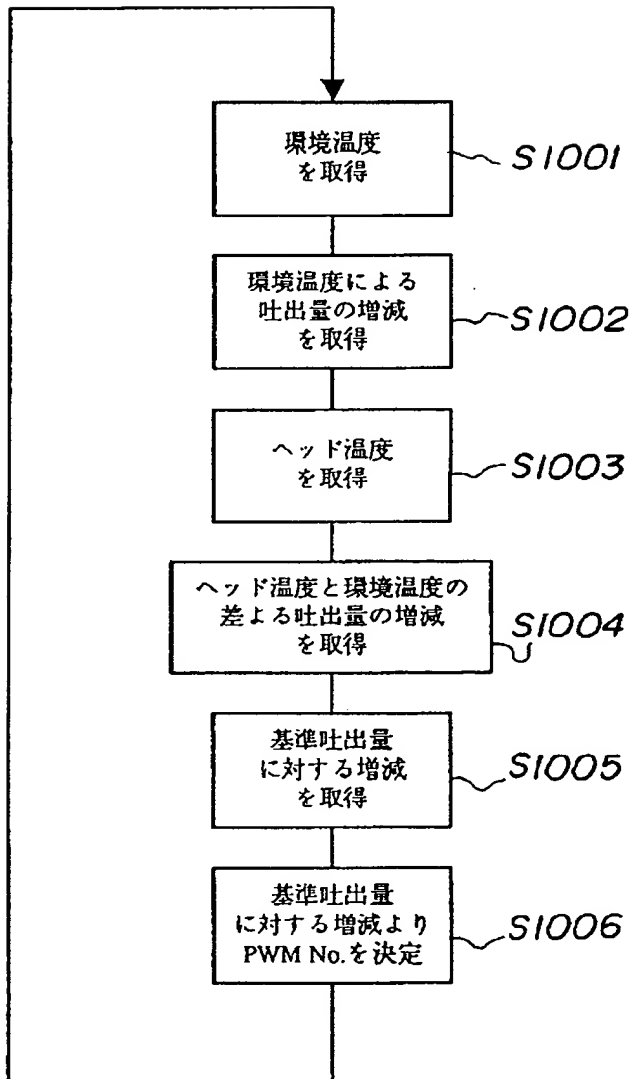 環境温度
を取得
S1001
環境温度による
吐出量の増減
を取得
S1002
ヘッド温度
を取得
S1003
ヘッド温度と環境温度の
差よる吐出量の増減
を取得
S1004
基準吐出量
に対する増減
を取得
S1005
基準吐出量
に対する増減より
PWM No.を決定
S1006